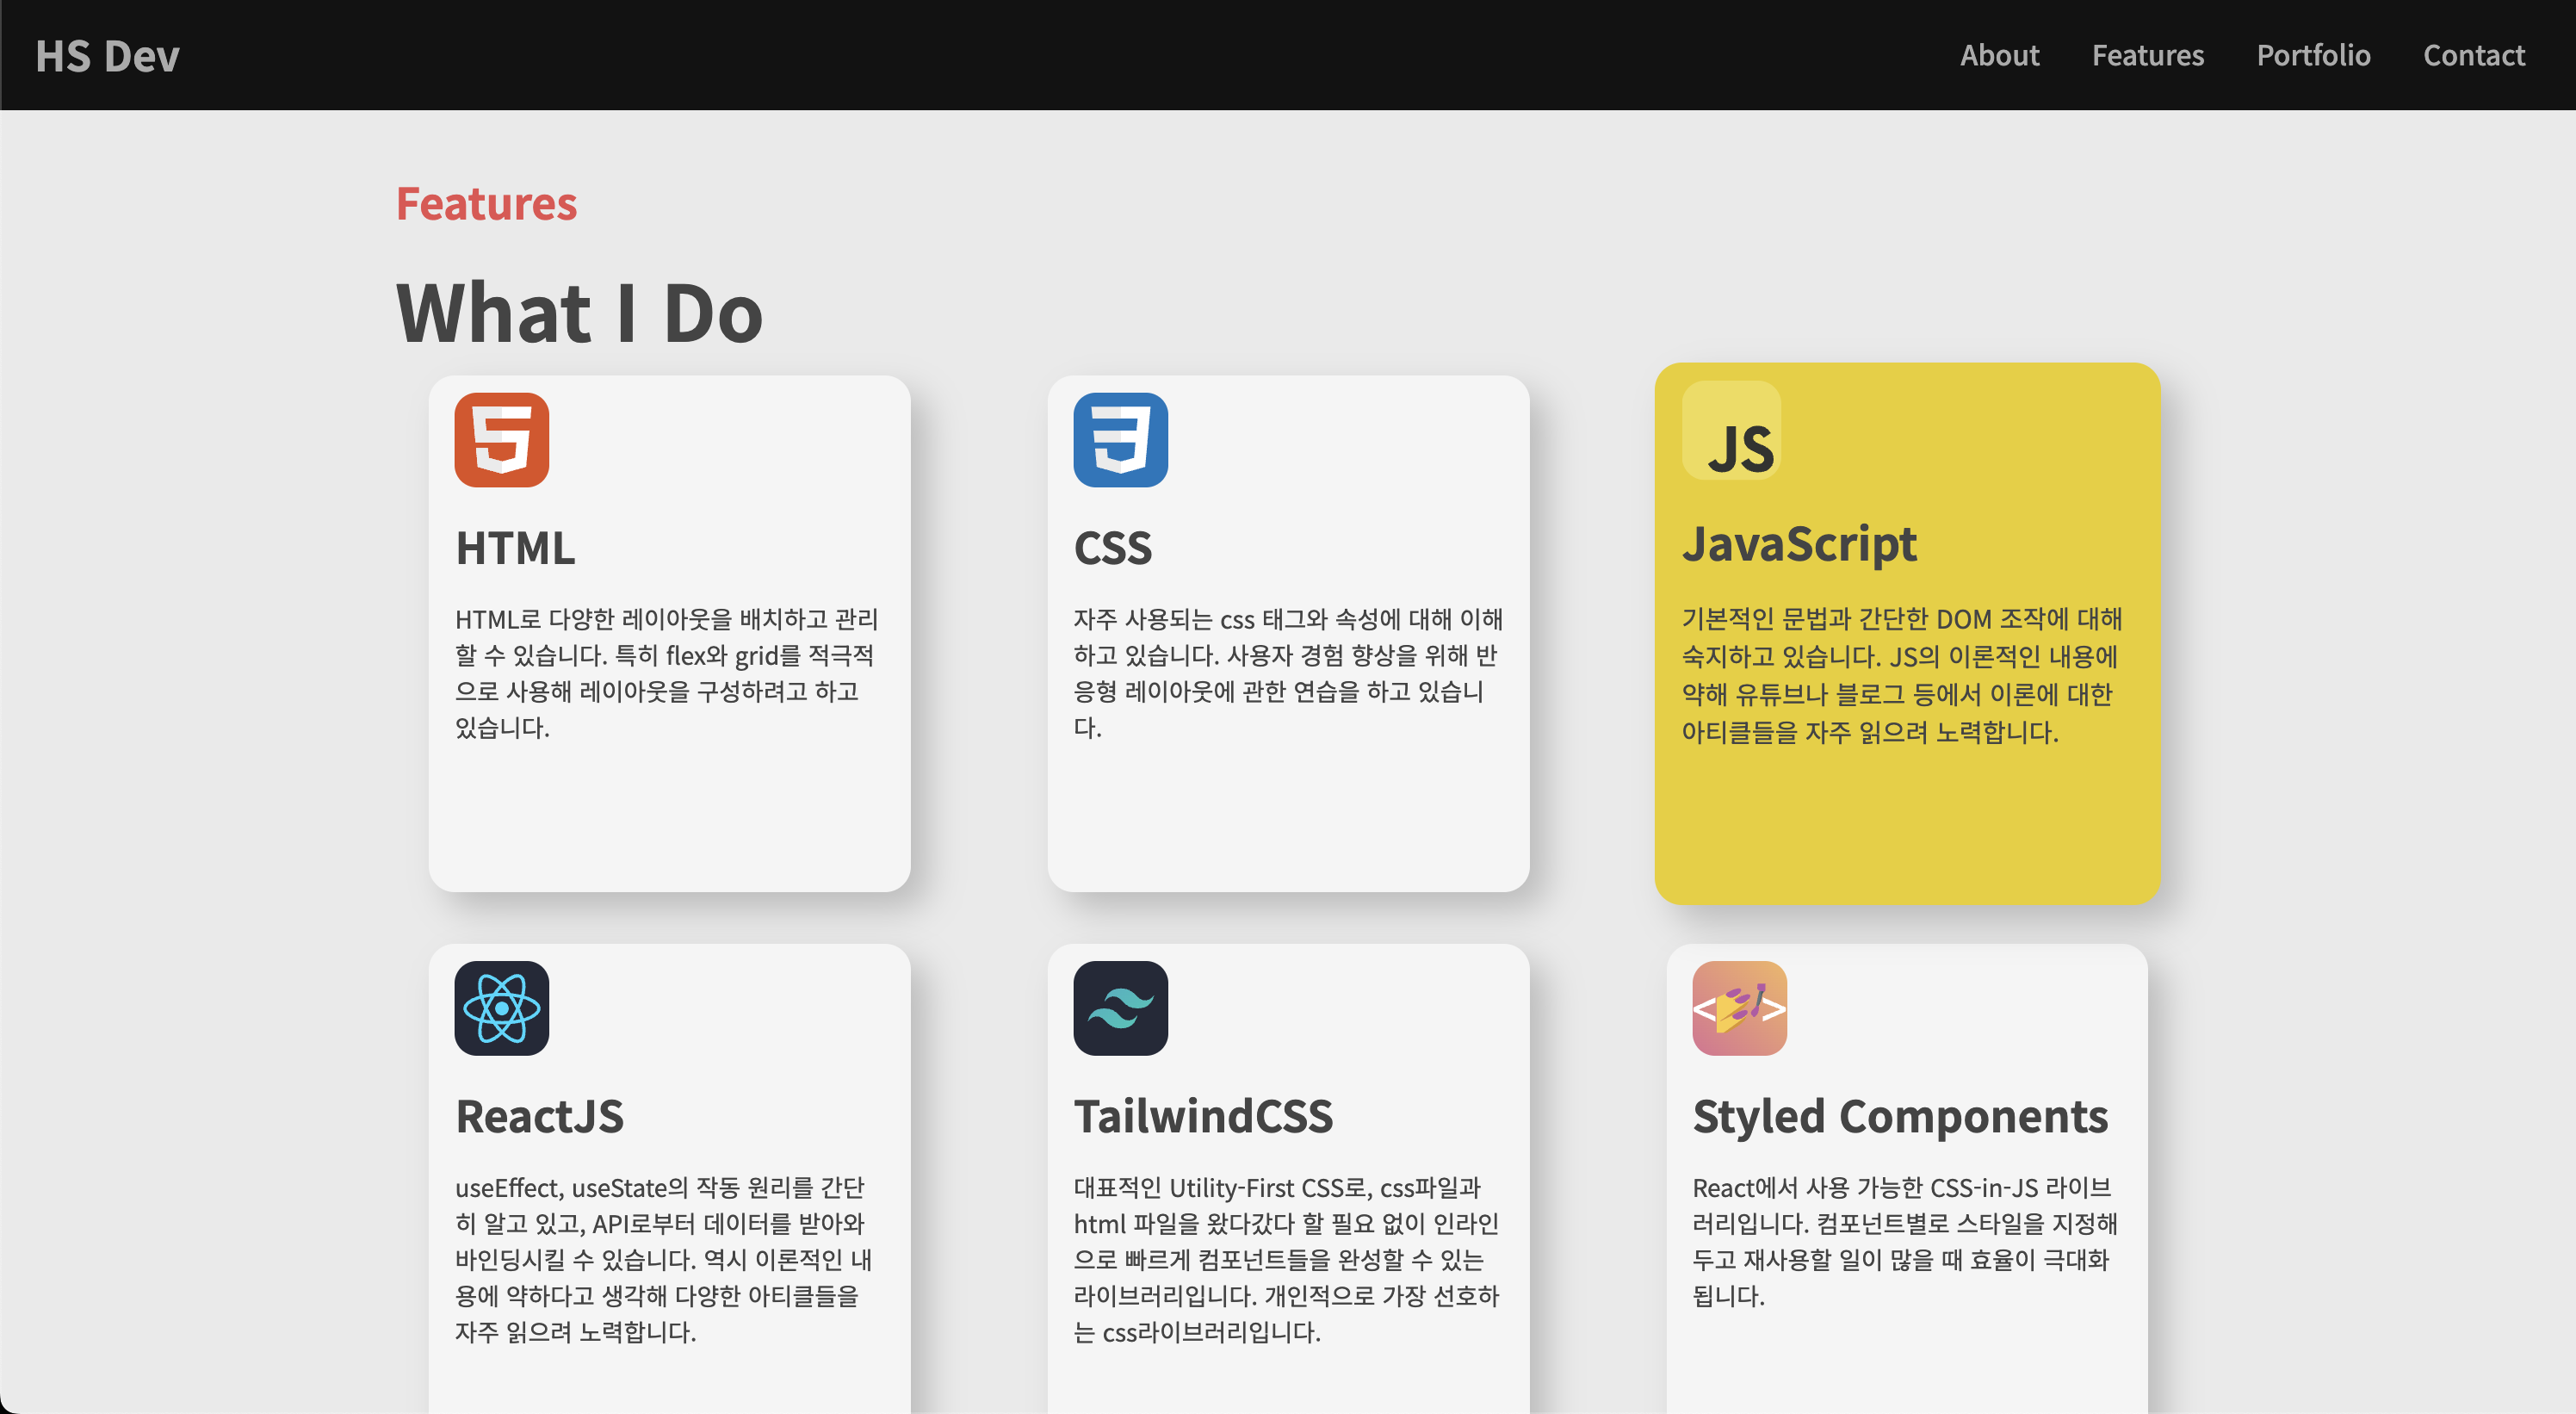 HS Dev
About Features Portfolio Contact
Features
What I Do
HTML
HTML로 다양한 레이아웃을 배치하고 관리
할 수 있습니다. 특히 flex와 grid를 적극적
으로 사용해 레이아웃을 구성하려고 하고
있습니다.
CSS
자주 사용되는 css 태그와 속성에 대해 이해
하고 있습니다. 사용자 경험 향상을 위해 반
응형 레이아웃에 관한 연습을 하고 있습니
다.
JS
JavaScript
기본적인 문법과 간단한 DOM 조작에 대해
숙지하고 있습니다. JS의 이론적인 내용에
약해 유튜브나 블로그 등에서 이론에 대한
아티클들을 자주 읽으려 노력합니다.
ReactJS
useEffect, useState의 작동 원리를 간단
히 알고 있고, API로부터 데이터를 받아와
바인딩시킬 수 있습니다. 역시 이론적인 내
용에 약하다고 생각해 다양한 아티클들을
자주 읽으려 노력합니다.
TailwindCSS
대표적인 Utility-First CSS로, css파일과
html 파일을 왔다갔다 할 필요 없이 인라인
으로 빠르게 컴포넌트들을 완성할 수 있는
라이브러리입니다. 개인적으로 가장 선호하
는 css라이브러리입니다.
Styled Components
React에서 사용 가능한 CSS-in-JS 라이브
러리입니다. 컴포넌트별로 스타일을 지정해
두고 재사용할 일이 많을 때 효율이 극대화
됩니다.